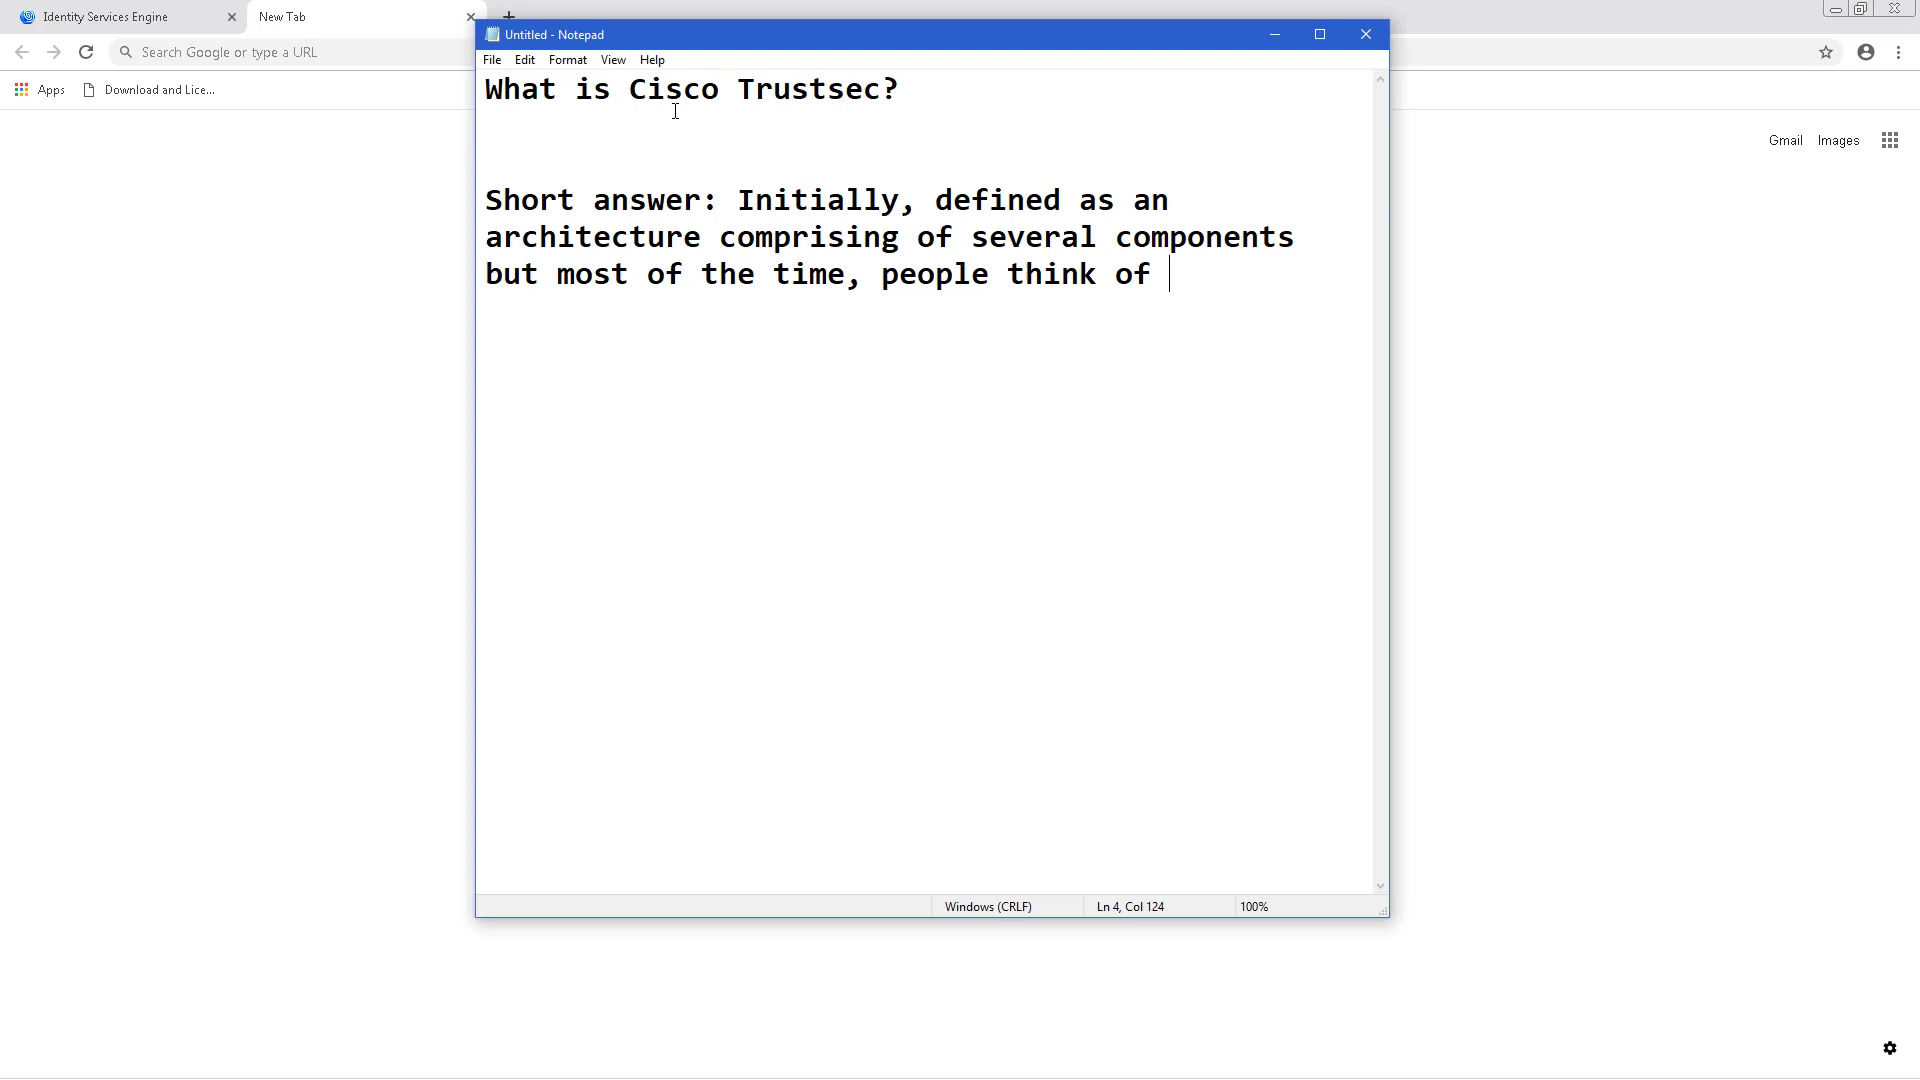 Identity Services Engine
New Tab
Search Google or type a URL
Apps
Download and Lice...
Gmail Images
Untitled - Notepad
File Edit Format View Help
What is Cisco Trustsec?
Short answer: Initially, defined as an
architecture comprising of several components
but most of the time, people think of
Windows (CRLF) Ln 4, Col 124 100%